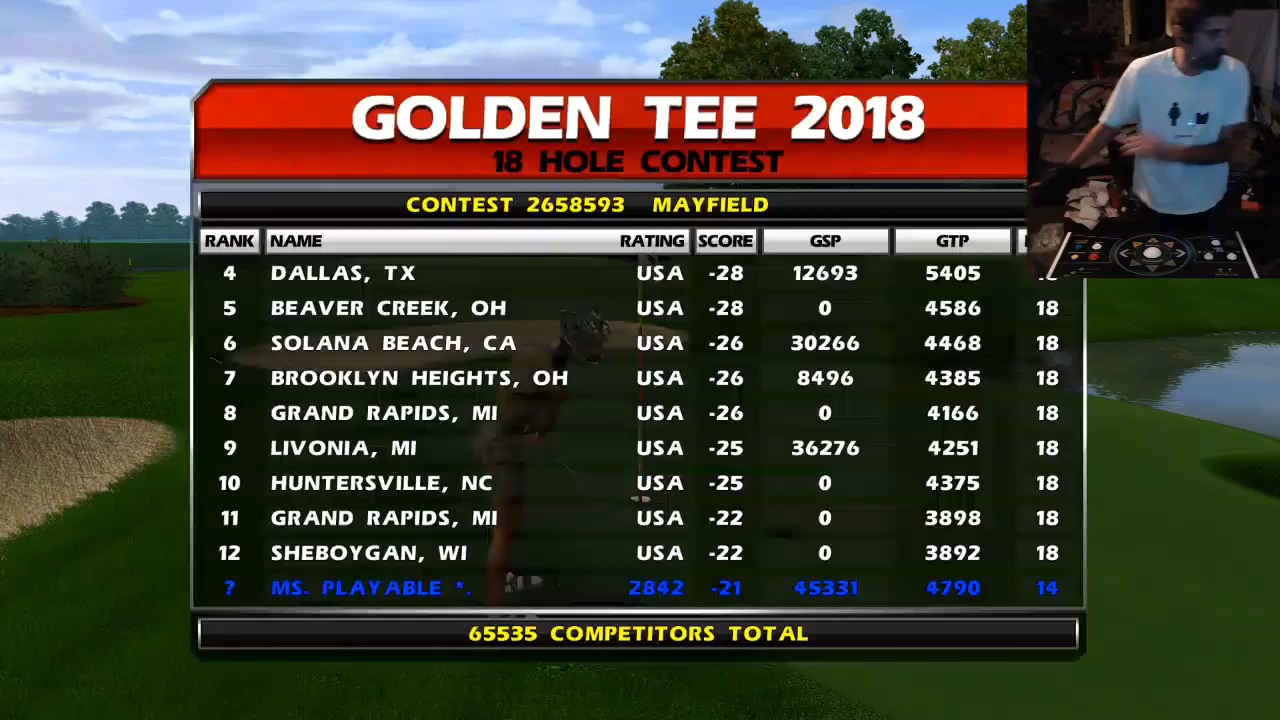 GOLDEN TEE 2018
18 HOLE CONTEST
CONTEST 2658593 MAYFIELD
RANK NAME RATING SCORE GSP GTP
4 DALLAS, TX USA -28 12693 5405
5 BEAVER CREEK, OH USA -28 0 4586 18
6 SOLANA BEACH, CA USA -26 30266 4468 18
7 BROOKLYN HEIGHTS, OH USA -26 8496 4385 18
8 GRAND RAPIDS, MI USA -26 0 4166 18
9 LIVONIA, MI USA -25 36276 4251 18
10 HUNTERSVILLE, NC USA -25 0 4375 18
11 GRAND RAPIDS, MI USA -22 0 3898 18
12 SHEBOYGAN, WI USA -22 0 3892 18
? MS. PLAYABLE *. 2842 -21 45331 4790 14
65535 COMPETITORS TOTAL